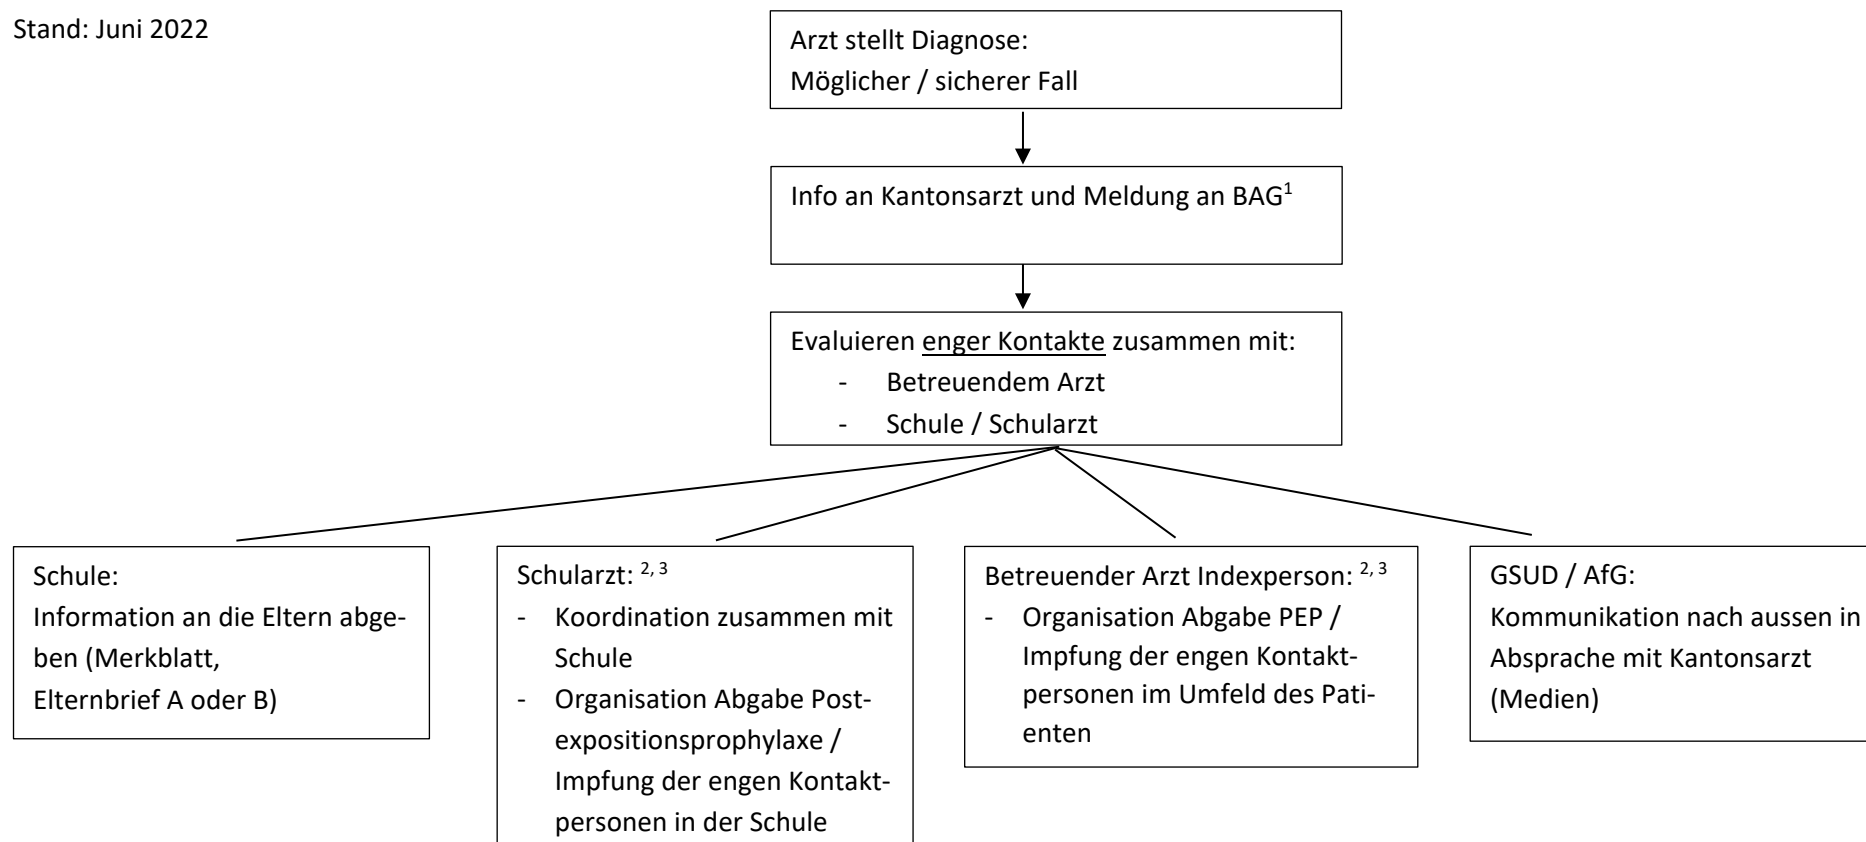 Stand: Juni 2022
Arzt stellt Diagnose:
Möglicher / sicherer Fall
Info an Kantonsarzt und Meldung an BAG¹
Evaluieren enger Kontakte zusammen mit:
- Betreuendem Arzt
- Schule / Schularzt
Schule:
Information an die Eltern abge-
ben (Merkblatt,
Elternbrief A oder B)
Schularzt: ², ³
- Koordination zusammen mit
Schule
- Organisation Abgabe Post-
expositionsprophylaxe /
Impfung der engen Kontakt-
personen in der Schule
Betreuender Arzt Indexperson: ², ³
- Organisation Abgabe PEP /
Impfung der engen Kontakt-
personen im Umfeld des Pati-
enten
GSUD / AfG:
Kommunikation nach aussen in
Absprache mit Kantonsarzt
(Medien)